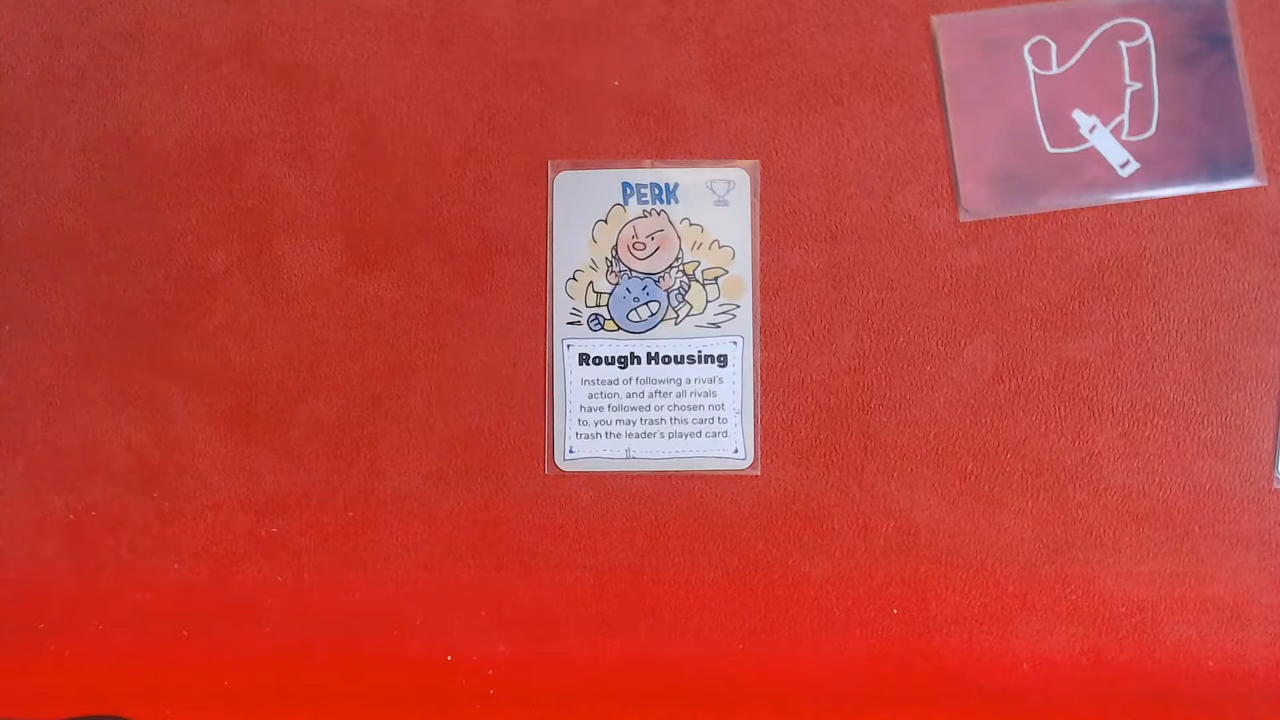 PERK
Rough Housing
Instead of following a rival's
action, and after all rivals
have followed or chosen not
to, you may trash this card to
trash the leader's played card.